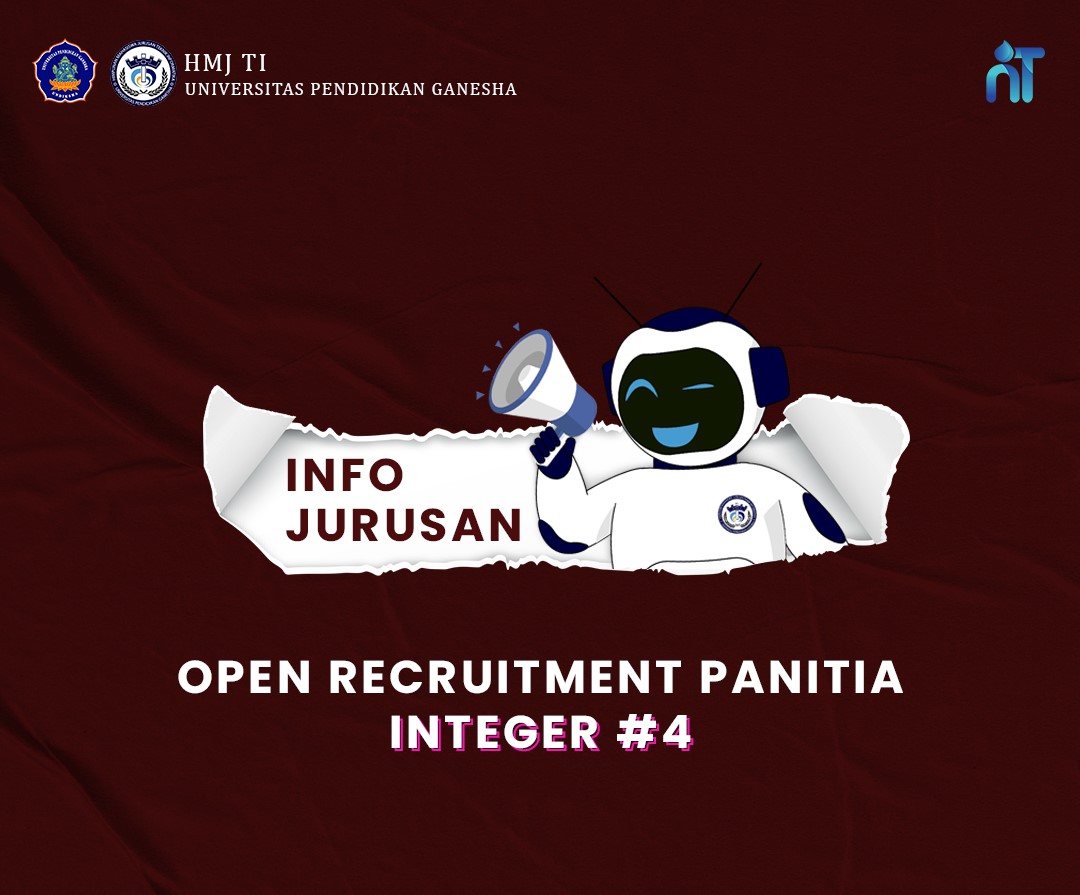 HMJ TI
UNIVERSITAS PENDIDIKAN GANESHA
INFO
JURUSAN
OPEN RECRUITMENT PANITIA
INTEGER #4